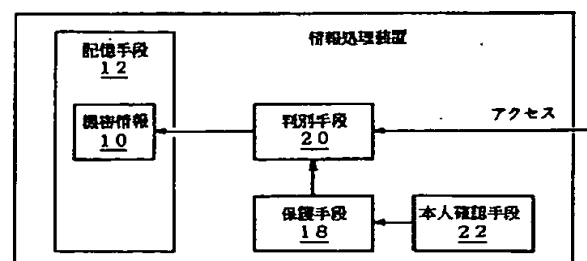 情報処理装置
記憶手段
12
機密情報
10
判別手段
20
アクセス
保護手段
18
本人確認手段
22